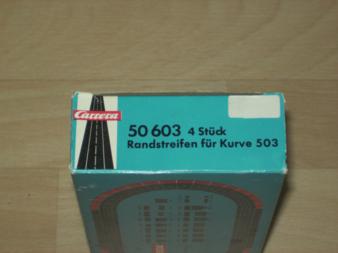 Carrera
50 603 4 Stück
Randstreifen für Kurve 503